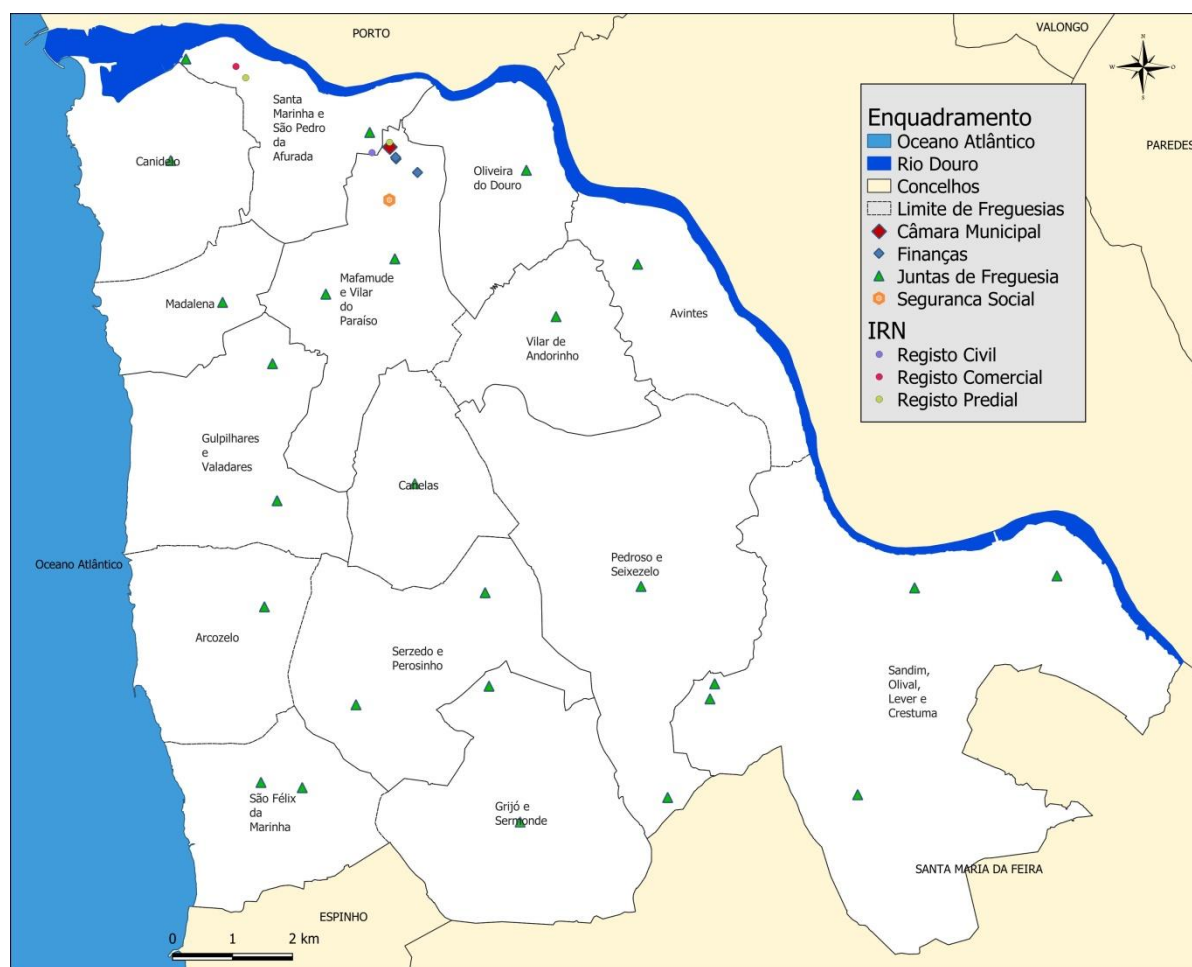 PORTO
VALONGO
N
W
O
S
PAREDES
Enquadramento
Oceano Atlântico
Rio Douro
Concelhos
Limite de Freguesias
Câmara Municipal
Finanças
Juntas de Freguesia
Seguranca Social
IRN
Registo Civil
Registo Comercial
Registo Predial
Santa
Marinha e
São Pedro
da
Afurada
Canidelo
Oliveira
do Douro
Mafamude
e Vilar
do
Paraíso
Madalena
Avintes
Vilar de
Andorinho
Gulpilhares
e
Valadares
Canelas
Oceano Atlântico
Pedroso e
Seixezelo
Arcozelo
Serzedo e
Perosinho
Sandim,
Olival,
Lever e
Crestuma
São Félix
da
Marinha
Grijó e
Sermonde
SANTA MARIA DA FEIRA
ESPINHO
0 1 2 km